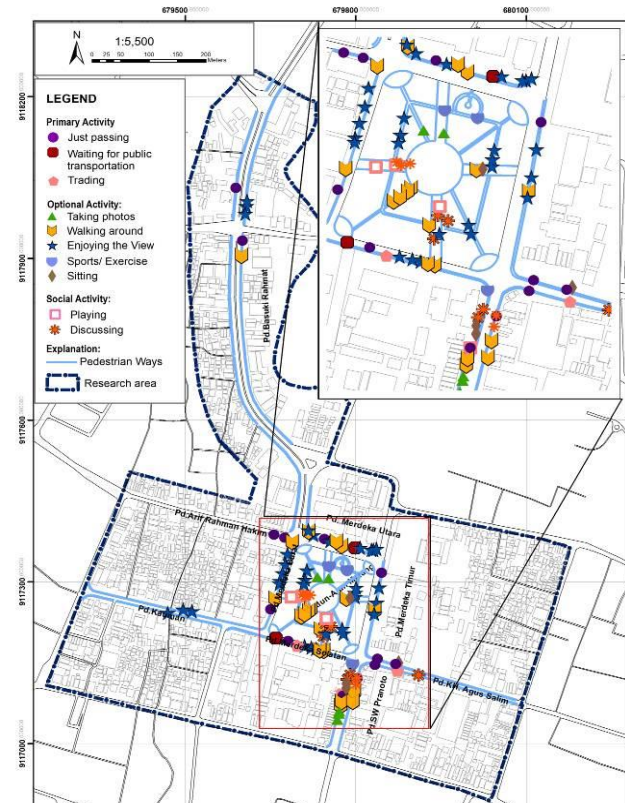 679500
679800
680100
N
1:5,500
0 25 50 100 150 200
Meters
9118200
9117900
9117600
9117300
9117000
LEGEND
Primary Activity
Just passing
Waiting for public
transportation
Trading
Optional Activity:
Taking photos
Walking around
Enjoying the View
Sports/ Exercise
Sitting
Social Activity:
Playing
Discussing
Explanation:
Pedestrian Ways
Research area
Pd.Basuki Rahmat
Pd.Arif Rahman Hakim
Pd. Merdeka Utara
Pd.Merdeka Timur
Pd.Merdeka Selatan
Pd.KH. Agus Salim
Pd.SW Pranoto